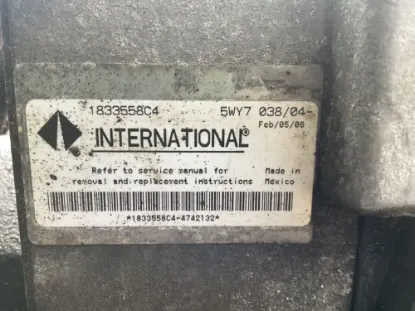 1833558C4 5WY7 038/04-
Feb/05/00
INTERNATIONAL®
Refer to service manual for Made in
removal and replacement instructions Mexico
*1833558C4-4742132*